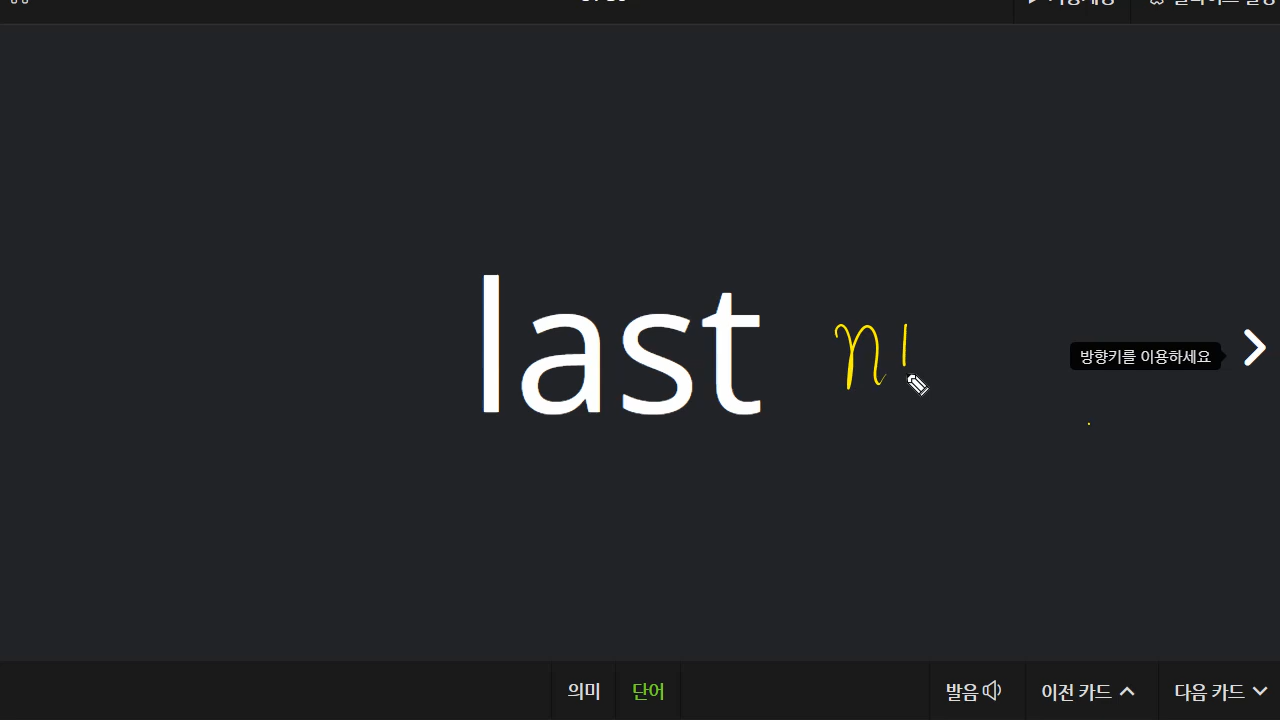 last ni
방향키를 이용하세요
의미 단어 발음 이전 카드 다음 카드